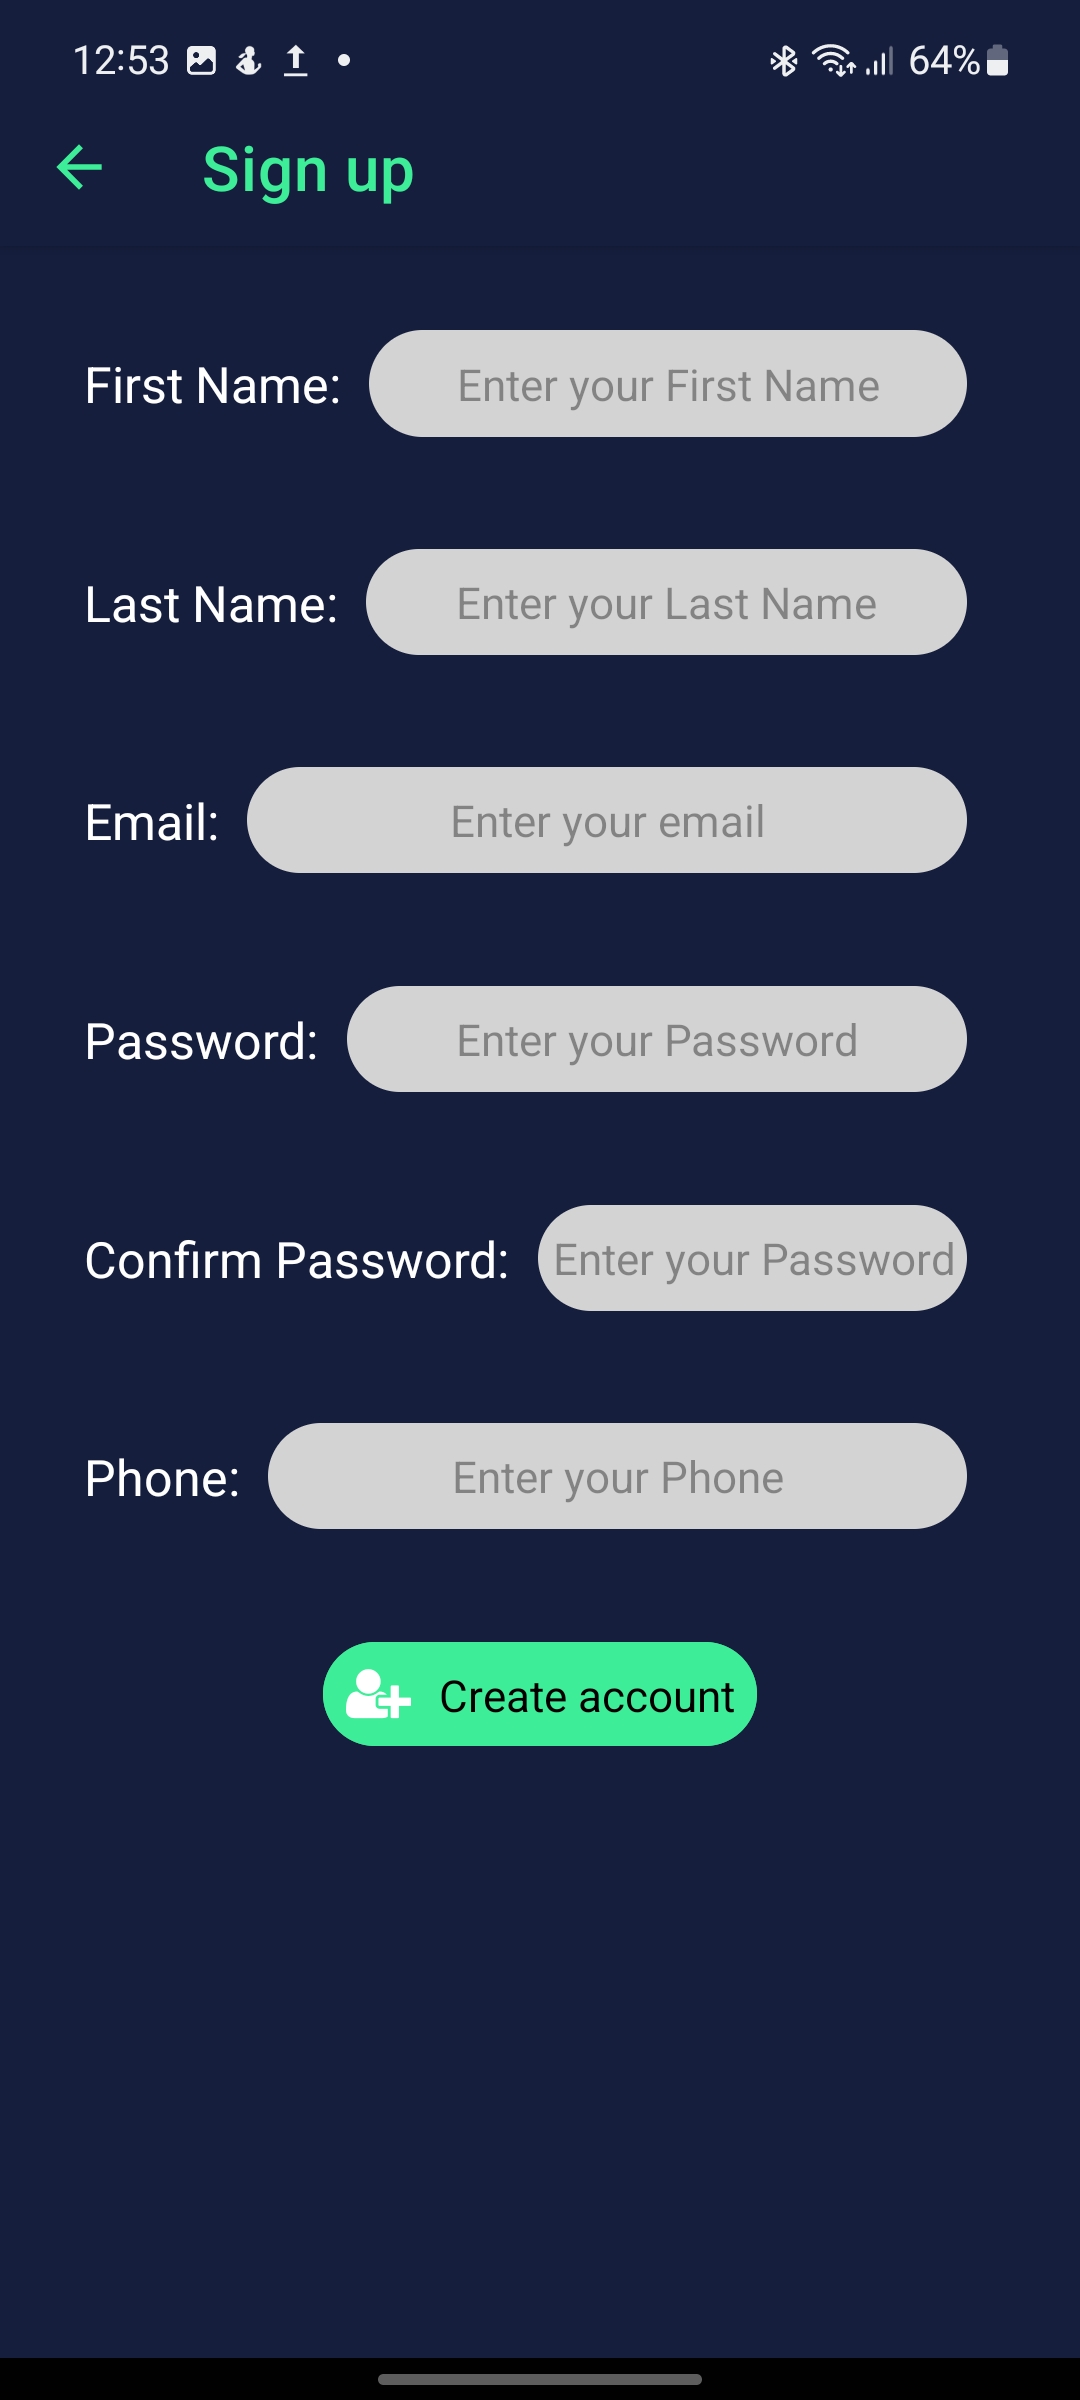 12:53 64%
Sign up
First Name: Enter your First Name
Last Name: Enter your Last Name
Email: Enter your email
Password: Enter your Password
Confirm Password: Enter your Password
Phone: Enter your Phone
Create account